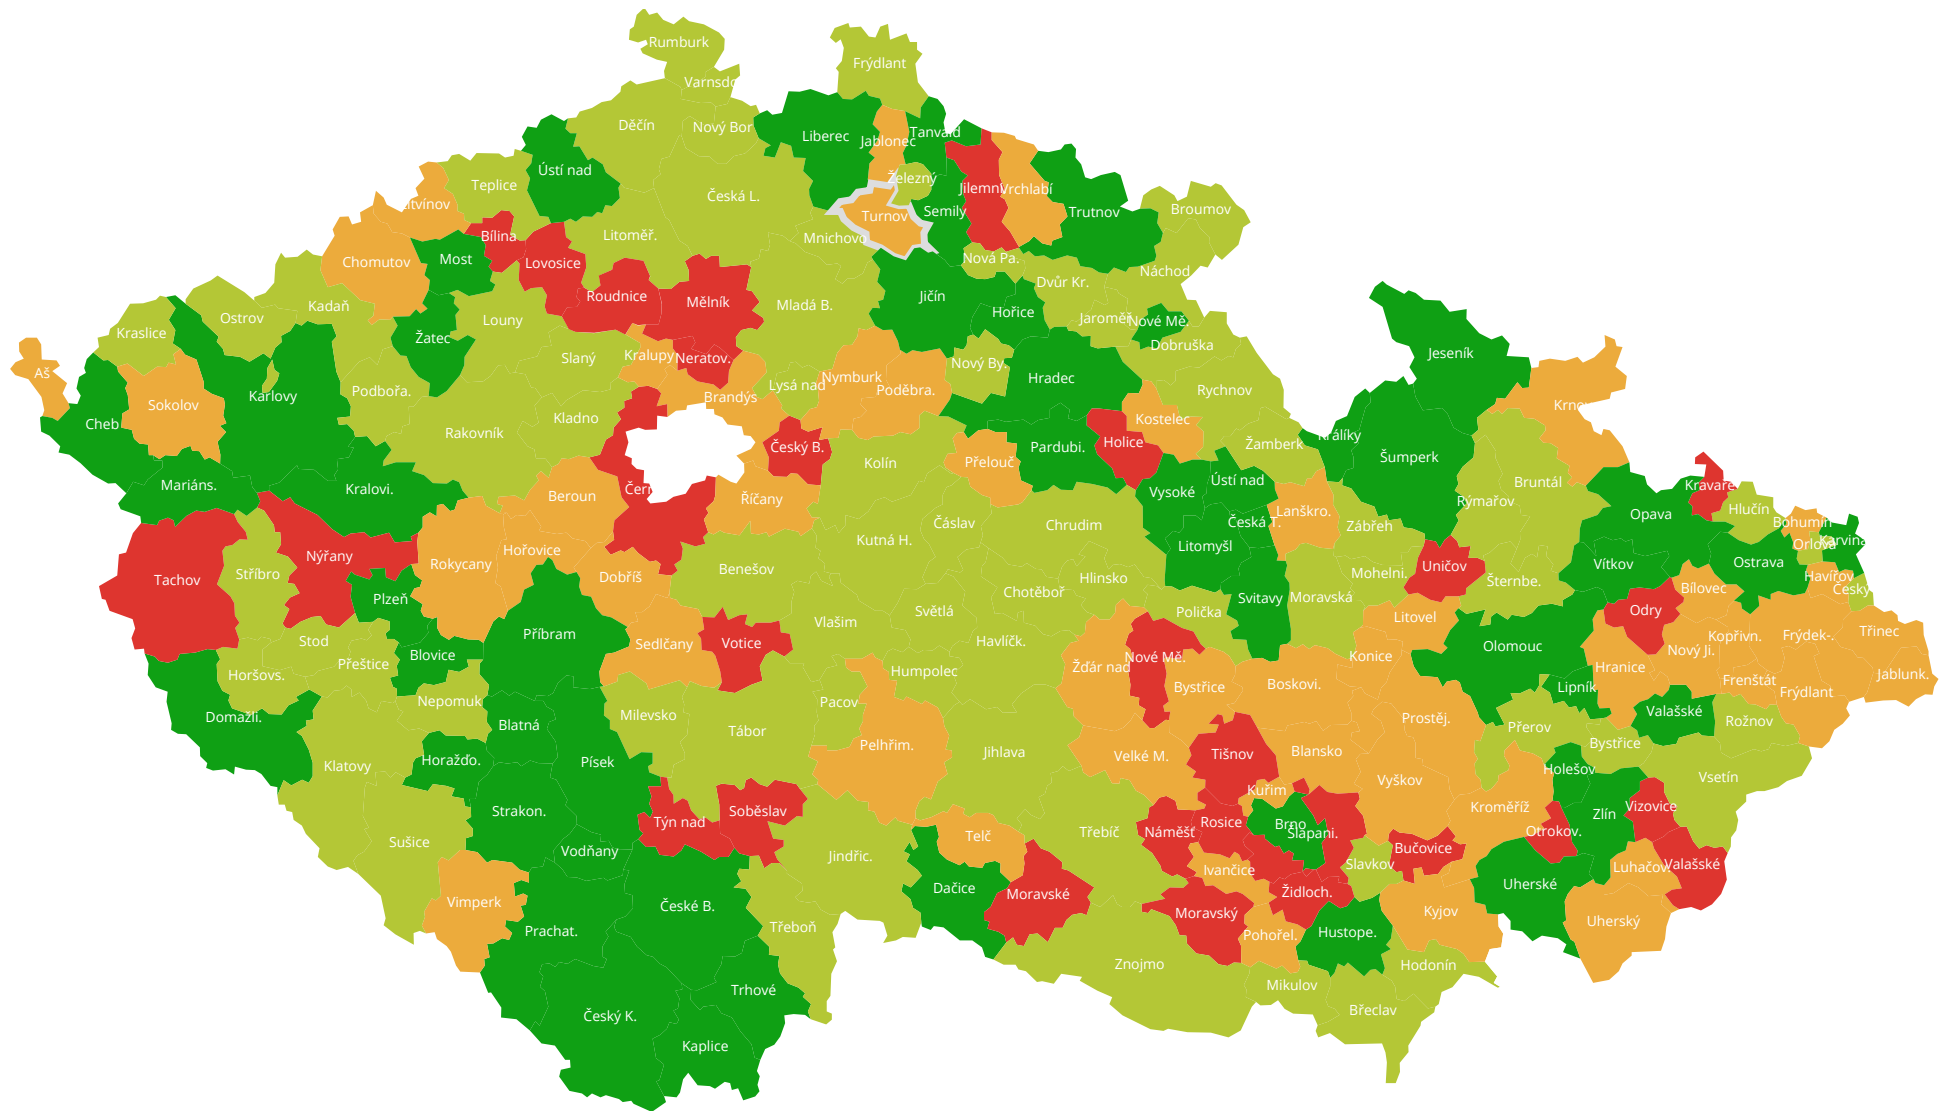 Rumburk
Frýdlant
Varnsdo
Děčín
Nový Bor
Liberec
Jablonec
Tanvald
Ústí nad
Teplice
Česká L.
Železný
Jilemni
Vrchlabí
Litvínov
Turnov
Semily
Trutnov
Broumov
Bílina
Litoměř.
Mnichovo
Chomutov
Most
Lovosice
Nová Pa.
Náchod
Roudnice
Mělník
Mladá B.
Jičín
Dvůr Kr.
Kadaň
Ostrov
Louny
Hořice
Jaroměř
Nové Mě.
Kraslice
Žatec
Slaný
Kralupy
Neratov.
Dobruška
Jeseník
Aš
Lysá nad
Nymburk
Nový By.
Hradec
Poděbra.
Rychnov
Sokolov
Karlovy
Podbořa.
Brandýs
Krnov
Cheb
Rakovník
Kladno
Kostelec
Český B.
Pardubi.
Holice
Žamberk
Králíky
Kolín
Přelouč
Šumperk
Mariáns.
Kralovi.
Beroun
Říčany
Vysoké
Ústí nad
Bruntál
Kravaře
Rýmařov
Lanškro.
Hlučín
Opava
Čáslav
Chrudim
Česká T.
Zábřeh
Bohumín
Nýřany
Hořovice
Kutná H.
Litomyšl
Orlová
Karviná
Tachov
Stříbro
Rokycany
Dobříš
Benešov
Hlinsko
Mohelni.
Uničov
Šternbe.
Vítkov
Ostrava
Havířov
Český
Plzeň
Chotěboř
Svitavy
Moravská
Bílovec
Světlá
Polička
Litovel
Odry
Vlašim
Příbram
Stod
Sedlčany
Votice
Havlíčk.
Olomouc
Kopřivn.
Frýdek-.
Třinec
Přeštice
Blovice
Nové Mě.
Konice
Nový Ji.
Horšovs.
Humpolec
Žďár nad
Hranice
Jablunk.
Bystřice
Boskovi.
Lipník
Frenštát
Frýdlant
Nepomuk
Pacov
Domažli.
Milevsko
Blatná
Tábor
Prostěj.
Přerov
Valašské
Rožnov
Pelhřim.
Jihlava
Velké M.
Tišnov
Blansko
Bystřice
Horažďo.
Klatovy
Písek
Holešov
Vsetín
Vyškov
Kuřim
Strakon.
Týn nad
Soběslav
Kroměříž
Vizovice
Zlín
Telč
Třebíč
Náměšť
Rosice
Brno
Šlapani.
Otrokov.
Sušice
Vodňany
Jindřic.
Bučovice
Slavkov
Valašské
Ivančice
Luhačov.
Dačice
Moravské
Židloch.
Uherské
Vimperk
České B.
Moravský
Kyjov
Uherský
Třeboň
Prachat.
Pohořel.
Hustope.
Znojmo
Hodonín
Mikulov
Trhové
Břeclav
Český K.
Kaplice